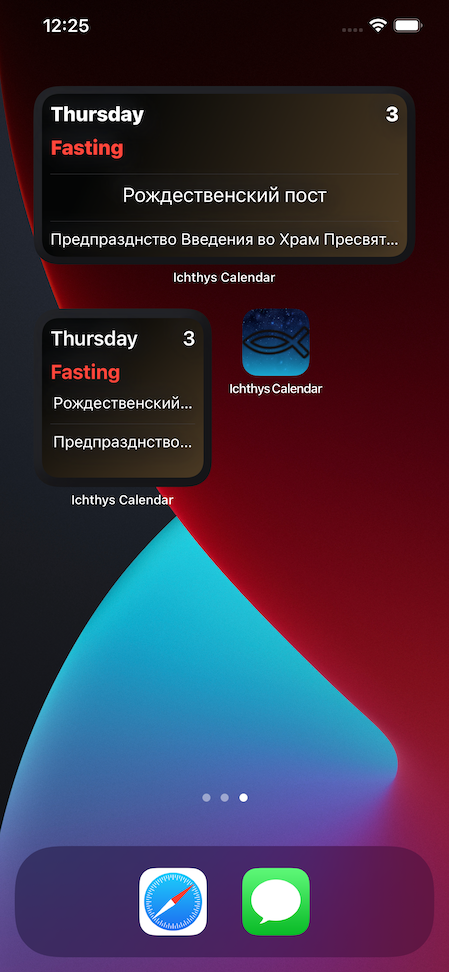 12:25
Thursday 3
Fasting
Рождественский пост
Предпразднство Введения во Храм Пресвят...
Ichthys Calendar
Thursday 3
Fasting
Рождественский...
Предпразднство...
Ichthys Calendar
Ichthys Calendar